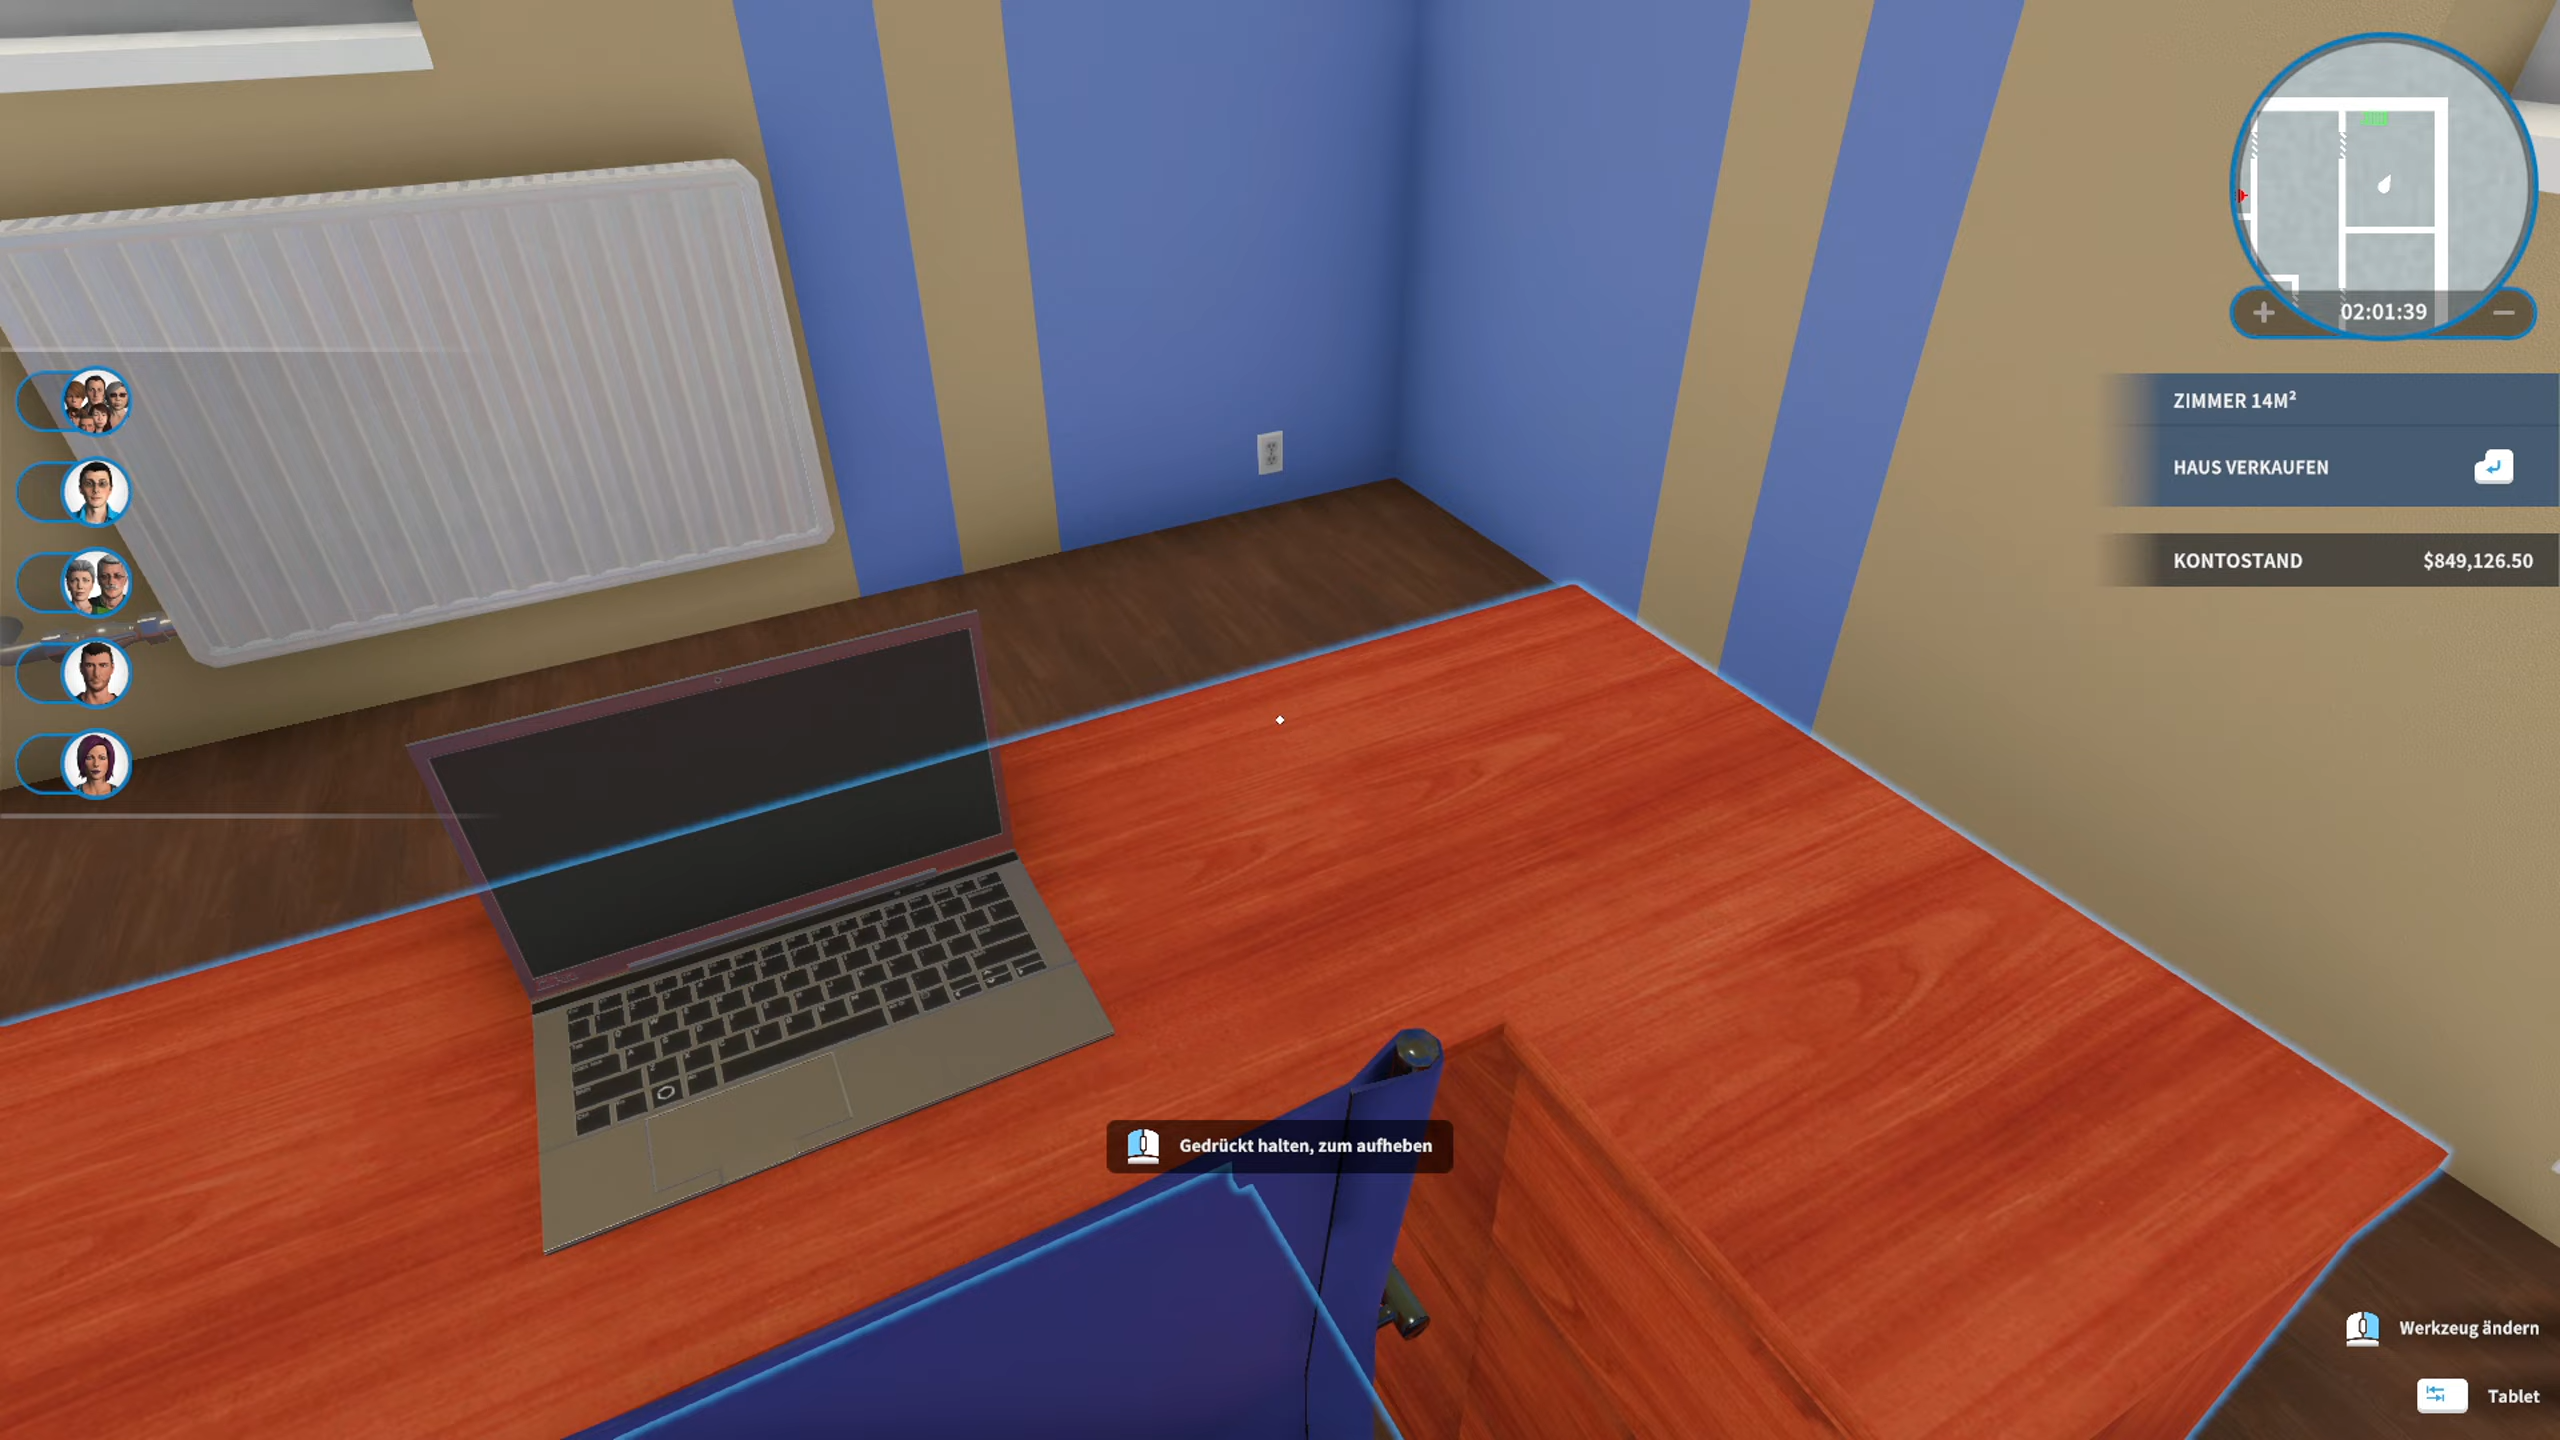 02:01:39
ZIMMER 14M²
HAUS VERKAUFEN
KONTOSTAND $849,126.50
Gedrückt halten, zum aufheben
Werkzeug ändern
Tablet